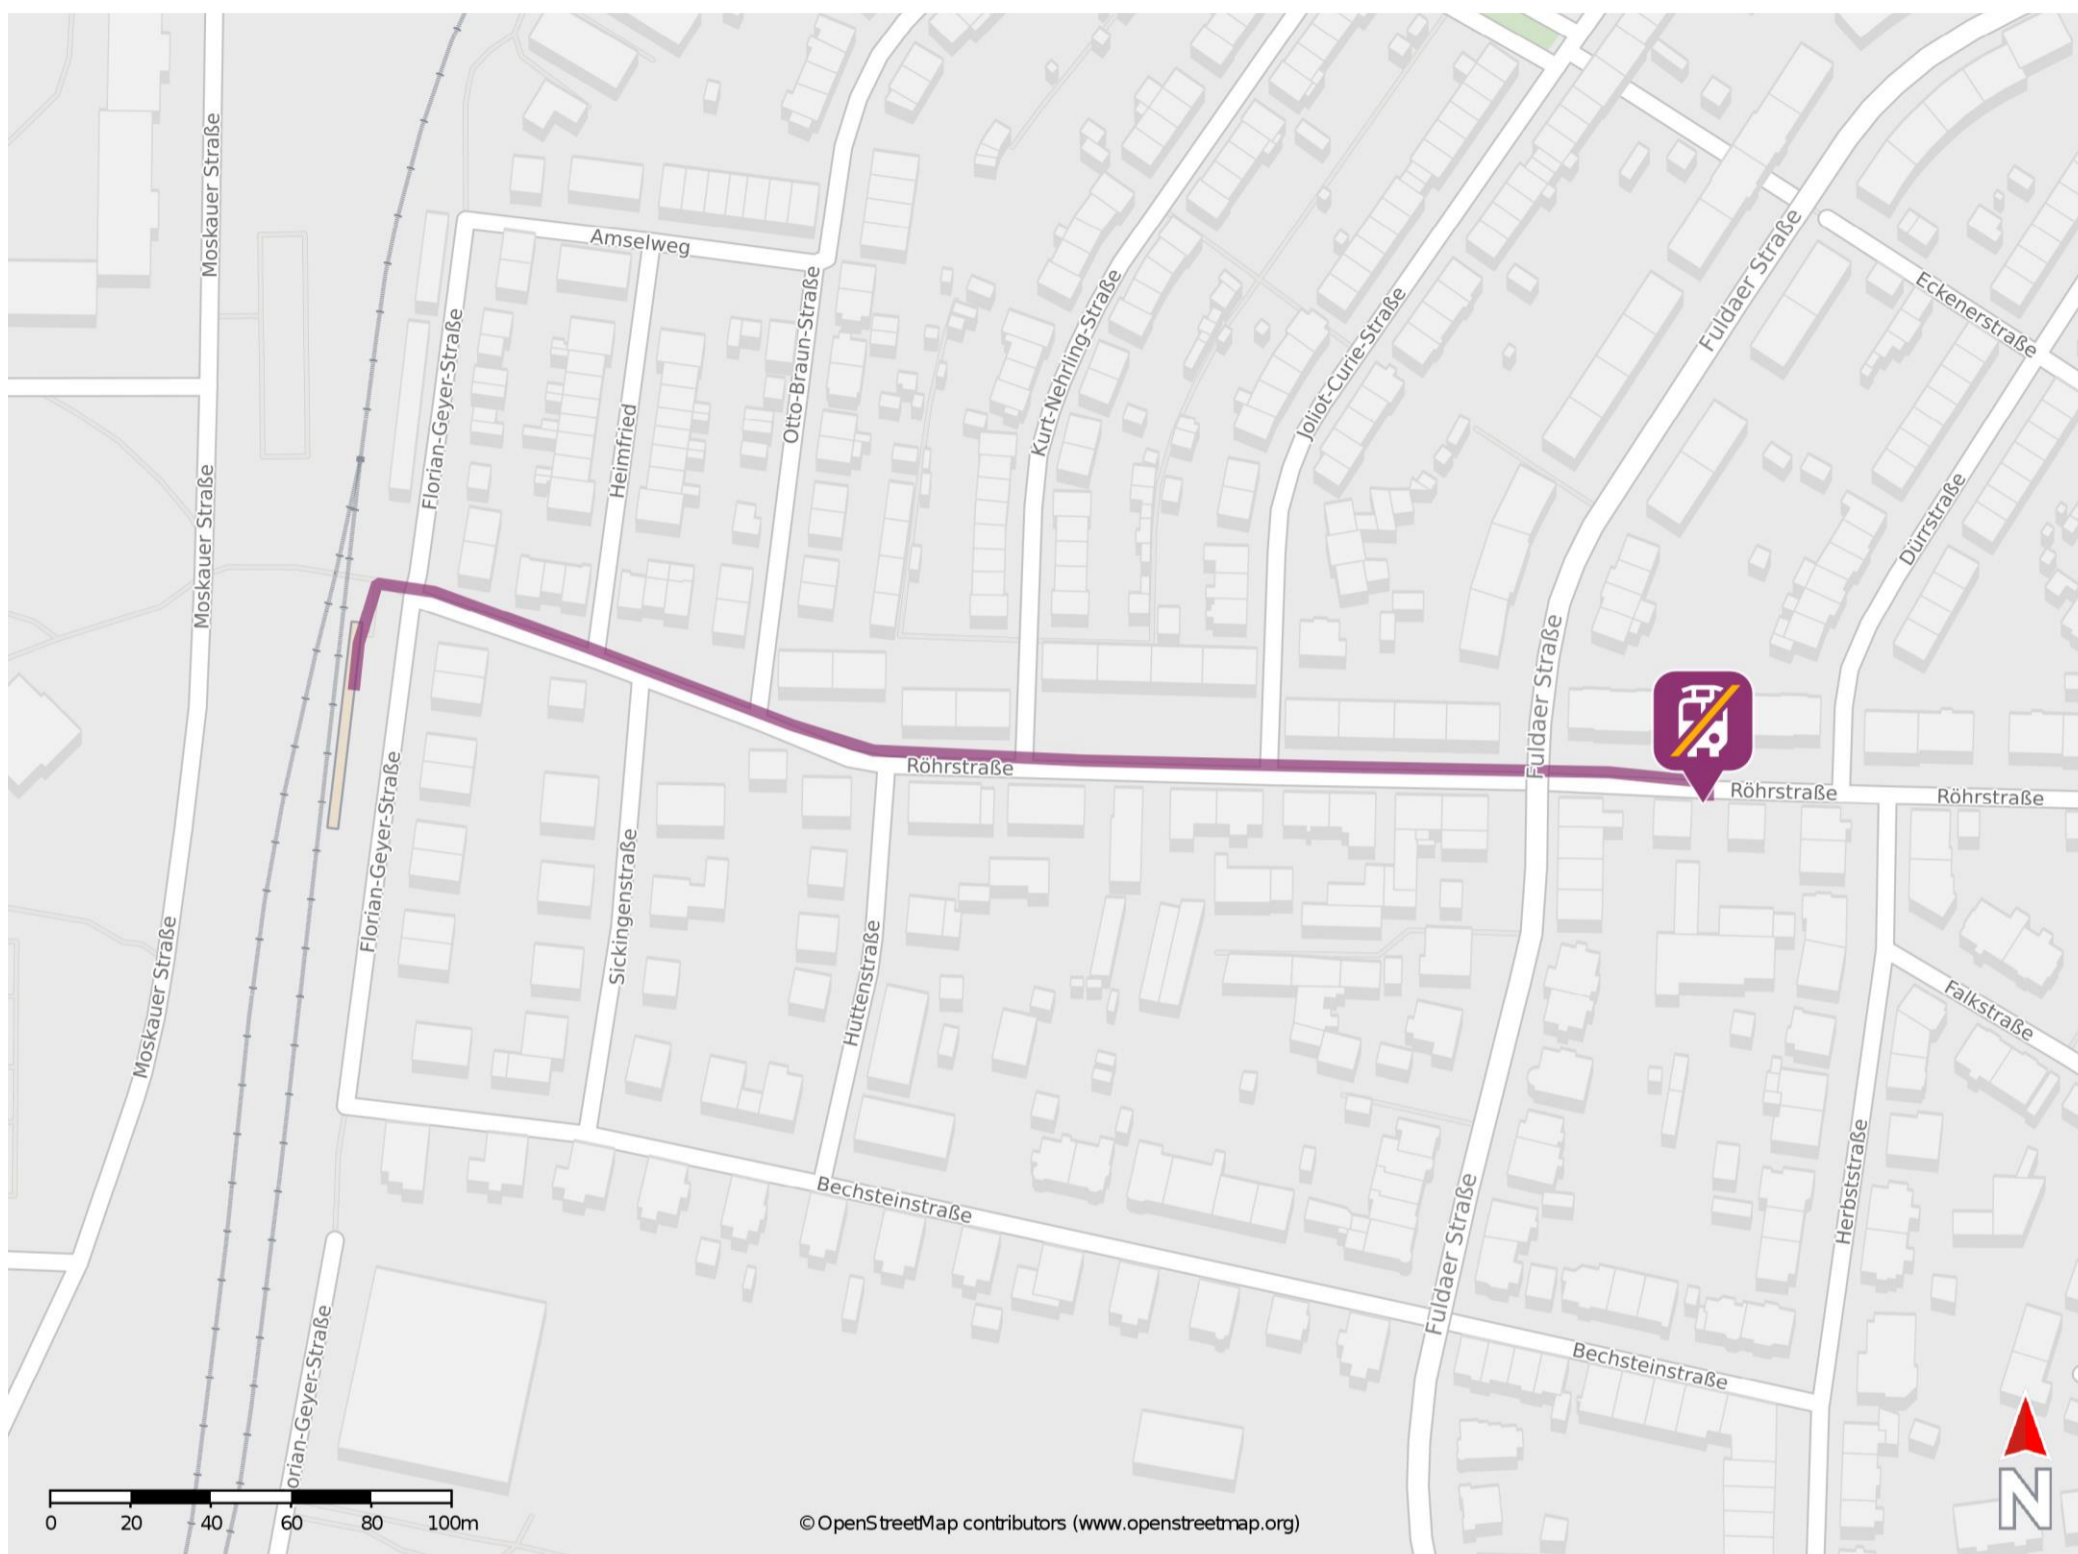 Moskauer Straße
Amselweg
Fuldaer Straße
Eckenerstraße
Otto-Braun-Straße
Kurt-Nehrling-Straße
Joliot-Curie-Straße
Florian-Geyer-Straße
Heimfried
Moskauer Straße
Dürrstraße
Fuldaer Straße
Röhrstraße
Röhrstraße
Röhrstraße
Florian-Geyer-Straße
Sickingenstraße
Huttenstraße
Moskauer Straße
Falkstraße
Herbststraße
Bechsteinstraße
Fuldaer Straße
Bechsteinstraße
orian-Geyer-Straße
N
0 20 40 60 80 100m
© OpenStreetMap contributors (www.openstreetmap.org)